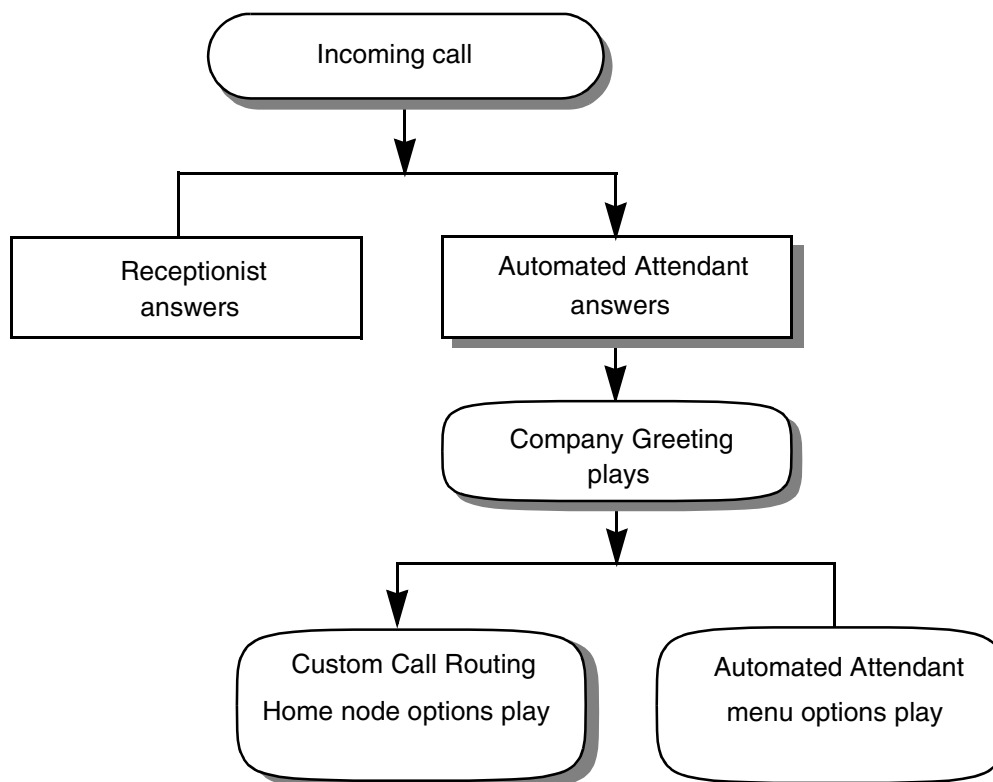 Incoming call
Receptionist
answers
Automated Attendant
answers
Company Greeting
plays
Custom Call Routing
Home node options play
Automated Attendant
menu options play